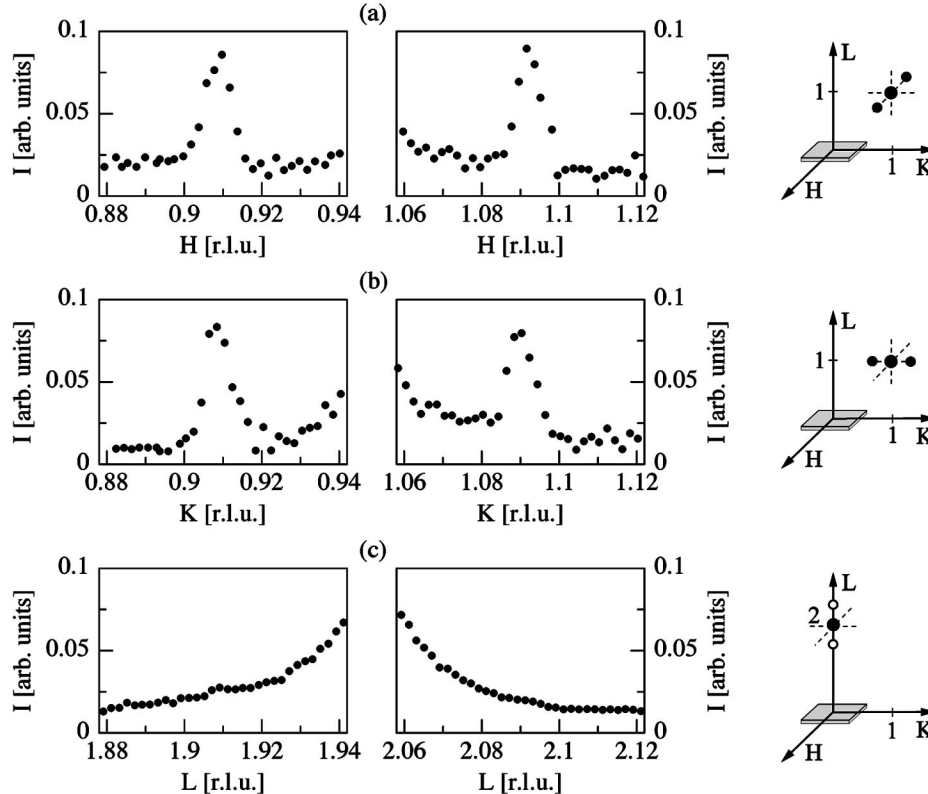 (a)
I [arb. units]
0.1
0.05
0
0.88 0.9 0.92 0.94
H [r.l.u.]
1.06 1.08 1.1 1.12
H [r.l.u.]
0.1
0.05
0
I [arb. units]
L
1
1 K
H
(b)
I [arb. units]
0.1
0.05
0
0.88 0.9 0.92 0.94
K [r.l.u.]
1.06 1.08 1.1 1.12
K [r.l.u.]
0.1
0.05
0
I [arb. units]
L
1
1 K
H
(c)
I [arb. units]
0.1
0.05
0
1.88 1.9 1.92 1.94
L [r.l.u.]
2.06 2.08 2.1 2.12
L [r.l.u.]
0.1
0.05
0
I [arb. units]
L
2
1 K
H